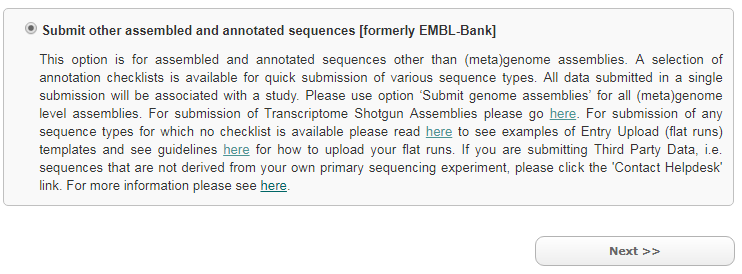 Submit other assembled and annotated sequences [formerly EMBL-Bank]
This option is for assembled and annotated sequences other than (meta)genome assemblies. A selection of
annotation checklists is available for quick submission of various sequence types. All data submitted in a single
submission will be associated with a study. Please use option ‘Submit genome assemblies’ for all (meta)genome
level assemblies. For submission of Transcriptome Shotgun Assemblies please go here. For submission of any
sequence types for which no checklist is available please read here to see examples of Entry Upload (flat runs)
templates and see guidelines here for how to upload your flat runs. If you are submitting Third Party Data, i.e.
sequences that are not derived from your own primary sequencing experiment, please click the 'Contact Helpdesk'
link. For more information please see here.
Next >>